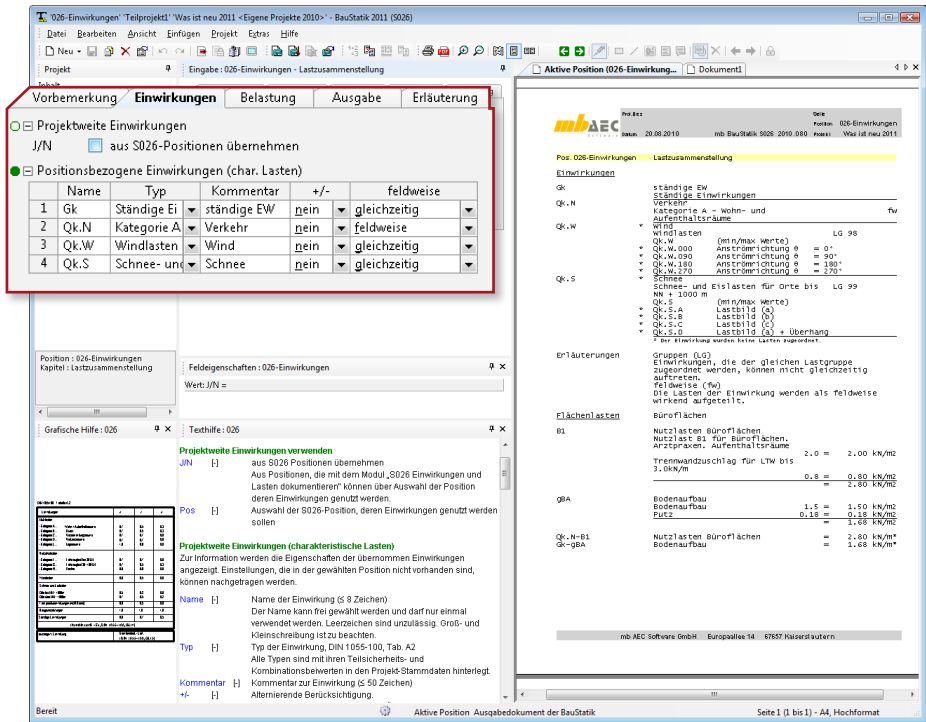 '026-Einwirkungen' 'Teilprojekt1' 'Was ist neu 2011 <Eigene Projekte 2010>' - BauStatik 2011 (S026)
Datei Bearbeiten Ansicht Einfügen Projekt Extras Hilfe
Neu
Projekt
Eingabe : 026-Einwirkungen - Lastzusammenstellung
Vorbemerkung Einwirkungen Belastung Ausgabe Erläuterung
Projektweite Einwirkungen
J/N aus S026-Positionen übernehmen
Positionsbezogene Einwirkungen (char. Lasten)
Name Typ Kommentar +/- feldweise
1 Gk Ständige Ei ständige EW nein gleichzeitig
2 Qk.N Kategorie A Verkehr nein feldweise
3 Qk.W Windlasten Wind nein gleichzeitig
4 Qk.S Schnee- und Schnee nein gleichzeitig
Position : 026-Einwirkungen
Kapitel : Lastzusammenstellung
Feldeigenschaften : 026-Einwirkungen
Wert: J/N =
Grafische Hilfe : 026
Texthilfe : 026
Projektweite Einwirkungen verwenden
J/N [-] aus S026 Positionen übernehmen
Aus Positionen, die mit dem Modul „S026 Einwirkungen und
Lasten dokumentieren" können über Auswahl der Position
deren Einwirkungen genutzt werden.
Pos [-] Auswahl der S026-Position, deren Einwirkungen genutzt werden
sollen
Projektweite Einwirkungen (charakteristische Lasten)
Zur Information werden die Eigenschaften der übernommen Einwirkungen
angezeigt. Einstellungen, die in der gewählten Position nicht vorhanden sind,
können nachgetragen werden.
Name [-] Name der Einwirkung (≤ 8 Zeichen)
Der Name kann frei gewählt werden und darf nur einmal
verwendet werden. Leerzeichen sind unzulässig. Groß- und
Kleinschreibung ist zu beachten.
Typ [-] Typ der Einwirkung, DIN 1055-100, Tab. A2
Alle Typen sind mit ihren Teilsicherheits- und
Kombinationsbeiwerten in den Projekt-Stammdaten hinterlegt.
Kommentar [-] Kommentar zur Einwirkung (≤ 50 Zeichen)
+/- [-] Alternierende Berücksichtigung.
Aktive Position (026-Einwirkung... Dokument1
mb AEC
Software
Proj.Bez Seite
Position 026-Einwirkungen
Datum 20.08.2010 mb BauStatik S026 2010.080 Projekt Was ist neu 2011
Pos. 026-Einwirkungen Lastzusammenstellung
Einwirkungen
Gk ständige EW
Ständige Einwirkungen
Qk.N Verkehr
Kategorie A - Wohn- und fw
Aufenthaltsräume
Qk.W * Wind
Windlasten LG 98
Qk.W (min/max Werte)
* Qk.W.000 Anströmrichtung θ = 0°
* Qk.W.090 Anströmrichtung θ = 90°
* Qk.W.180 Anströmrichtung θ = 180°
* Qk.W.270 Anströmrichtung θ = 270°
Qk.S * Schnee
Schnee- und Eislasten für Orte bis LG 99
NN + 1000 m
Qk.S (min/max Werte)
* Qk.S.A Lastbild (a)
* Qk.S.B Lastbild (b)
* Qk.S.C Lastbild (c)
* Qk.S.D Lastbild (a) + Überhang
* Der Einwirkung wurden keine Lasten zugeordnet.
Erläuterungen Gruppen (LG)
Einwirkungen, die der gleichen Lastgruppe
zugeordnet werden, können nicht gleichzeitig
auftreten.
feldweise (fw)
Die Lasten der Einwirkung werden als feldweise
wirkend aufgeteilt.
Flächenlasten Büroflächen
B1 Nutzlasten Büroflächen
Nutzlast B1 für Büroflächen.
Arztpraxen. Aufenthaltsräume
2.0 = 2.00 kN/m2
Trennwandzuschlag für LTW bis
3.0kN/m
0.8 = 0.80 kN/m2
= 2.80 kN/m2
gBA Bodenaufbau
Bodenaufbau 1.5 = 1.50 kN/m2
Putz 0.18 = 0.18 kN/m2
= 1.68 kN/m2
Qk.N-B1 Nutzlasten Büroflächen = 2.80 kN/m²
Gk-gBA Bodenaufbau = 1.68 kN/m²
mb AEC Software GmbH Europaallee 14 67657 Kaiserslautern
Bereit
Aktive Position Ausgabedokument der BauStatik
Seite 1 (1 bis 1) - A4, Hochformat